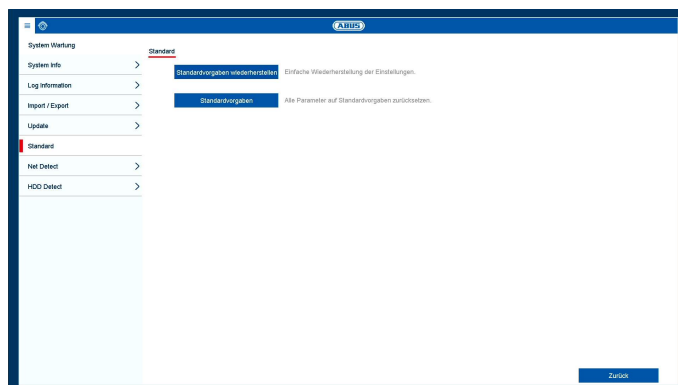 ABUS
System Wartung
System Info
Log Information
Import / Export
Update
Standard
Net Detect
HDD Detect
Standard
Standardvorgaben wiederherstellen Einfache Wiederherstellung der Einstellungen.
Standardvorgaben Alle Parameter auf Standardvorgaben zurücksetzen.
Zurück